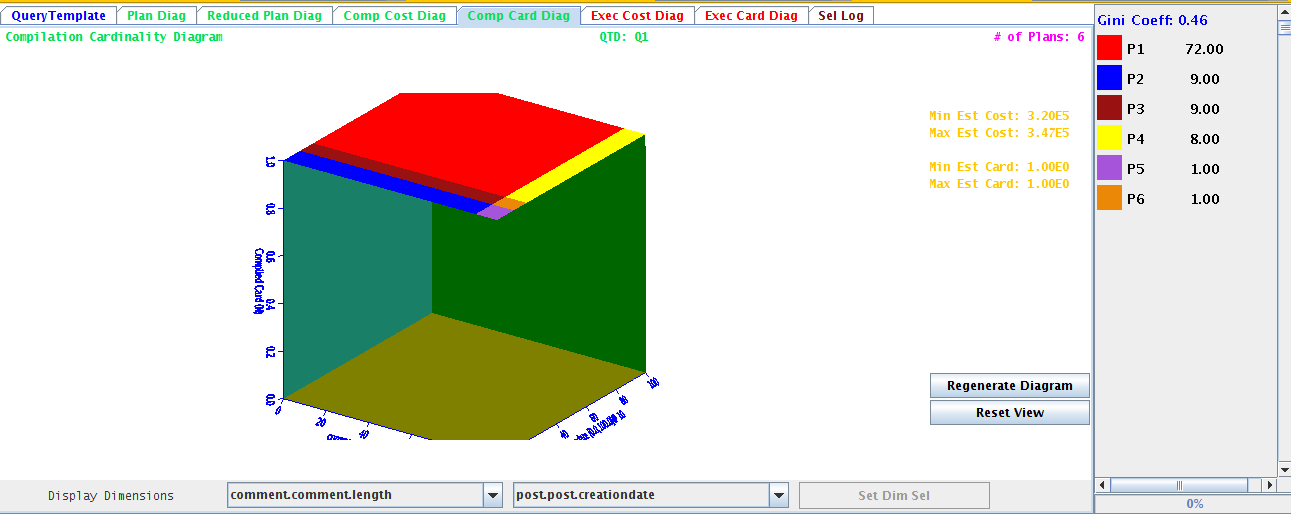 QueryTemplate Plan Diag Reduced Plan Diag Comp Cost Diag Comp Card Diag Exec Cost Diag Exec Card Diag Sel Log
Compilation Cardinality Diagram QTD: Q1 # of Plans: 6
Gini Coeff: 0.46
P1 72.00
P2 9.00
P3 9.00
P4 8.00
P5 1.00
P6 1.00
Min Est Cost: 3.20E5
Max Est Cost: 3.47E5
Min Est Card: 1.00E0
Max Est Card: 1.00E0
1.0
0.8
0.6
0.4
0.2
0.0
Compiled Card (N)
0
20
40
40
60
80
100
Regenerate Diagram
Reset View
Display Dimensions comment.comment.length post.post.creationdate Set Dim Sel
0%